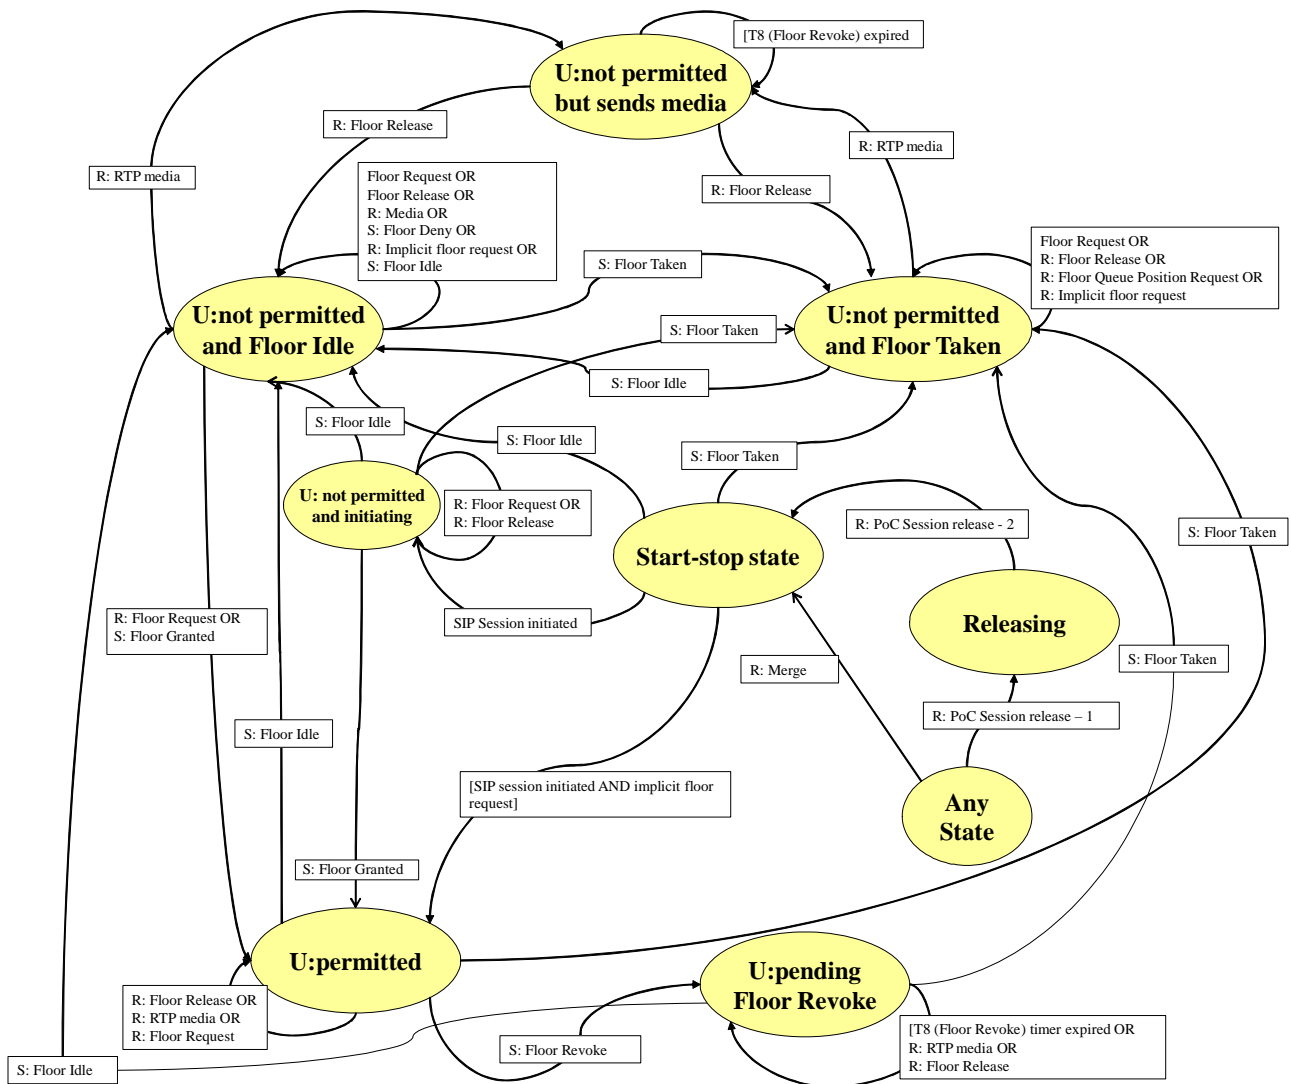 [T8 (Floor Revoke) expired
U:not permitted
but sends media
R: Floor Release
R: RTP media
R: RTP media
Floor Request OR
Floor Release OR
R: Media OR
S: Floor Deny OR
R: Implicit floor request OR
S: Floor Idle
R: Floor Release
Floor Request OR
R: Floor Release OR
R: Floor Queue Position Request OR
R: Implicit floor request
S: Floor Taken
U:not permitted
and Floor Idle
S: Floor Taken
U:not permitted
and Floor Taken
S: Floor Idle
S: Floor Idle
S: Floor Idle
S: Floor Taken
U: not permitted
and initiating
R: Floor Request OR
R: Floor Release
R: PoC Session release - 2
S: Floor Taken
Start-stop state
SIP Session initiated
Releasing
R: Floor Request OR
S: Floor Granted
R: Merge
S: Floor Taken
R: PoC Session release – 1
S: Floor Idle
[SIP session initiated AND implicit floor
request]
Any
State
S: Floor Granted
U:permitted
U:pending
Floor Revoke
R: Floor Release OR
R: RTP media OR
R: Floor Request
S: Floor Revoke
[T8 (Floor Revoke) timer expired OR
R: RTP media OR
R: Floor Release
S: Floor Idle